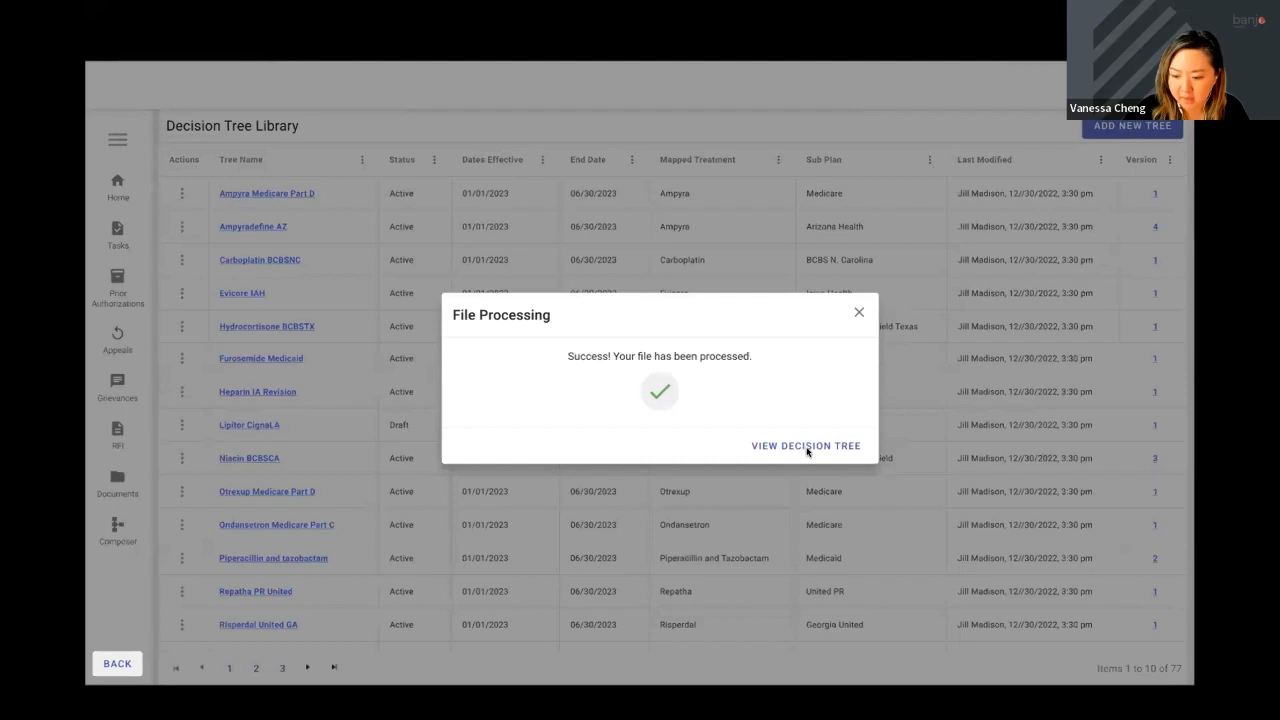 banjo
Vanessa Cheng
Decision Tree Library
ADD NEW TREE
Actions Tree Name Status Dates Effective End Date Mapped Treatment Sub Plan Last Modified Version
Ampyra Medicare Part D Active 01/01/2023 06/30/2023 Ampyra Medicare Jill Madison, 12//30/2022, 3:30 pm 1
Ampyradefine AZ Active 01/01/2023 06/30/2023 Ampyra Arizona Health Jill Madison, 12//30/2022, 3:30 pm 4
Carboplatin BCBSNC Active 01/01/2023 06/30/2023 Carboplatin BCBS N. Carolina Jill Madison, 12//30/2022, 3:30 pm 1
Evicore IAH Active Jill Madison, 12//30/2022, 3:30 pm 1
Hydrocortisone BCBSTX Active ield Texas Jill Madison, 12//30/2022, 3:30 pm 1
Furosemide Medicaid Active Jill Madison, 12//30/2022, 3:30 pm 1
Heparin IA Revision Active Jill Madison, 12//30/2022, 3:30 pm 1
Lipitor CignaLA Draft Jill Madison, 12//30/2022, 3:30 pm 1
Niacin BCBSCA Active ield Jill Madison, 12//30/2022, 3:30 pm 3
Otrexup Medicare Part D Active 01/01/2023 06/30/2023 Otrexup Medicare Jill Madison, 12//30/2022, 3:30 pm 1
Ondansetron Medicare Part C Active 01/01/2023 06/30/2023 Ondansetron Medicare Jill Madison, 12//30/2022, 3:30 pm 1
Piperacillin and tazobactam Active 01/01/2023 06/30/2023 Piperacillin and Tazobactam Medicaid Jill Madison, 12//30/2022, 3:30 pm 2
Repatha PR United Active 01/01/2023 06/30/2023 Repatha United PR Jill Madison, 12//30/2022, 3:30 pm 1
Risperdal United GA Active 01/01/2023 06/30/2023 Risperdal Georgia United Jill Madison, 12//30/2022, 3:30 pm 1
Home
Tasks
Prior
Authorizations
Appeals
Grievances
RFI
Documents
Composer
File Processing
Success! Your file has been processed.
VIEW DECISION TREE
BACK
1 2 3
Items 1 to 10 of 77